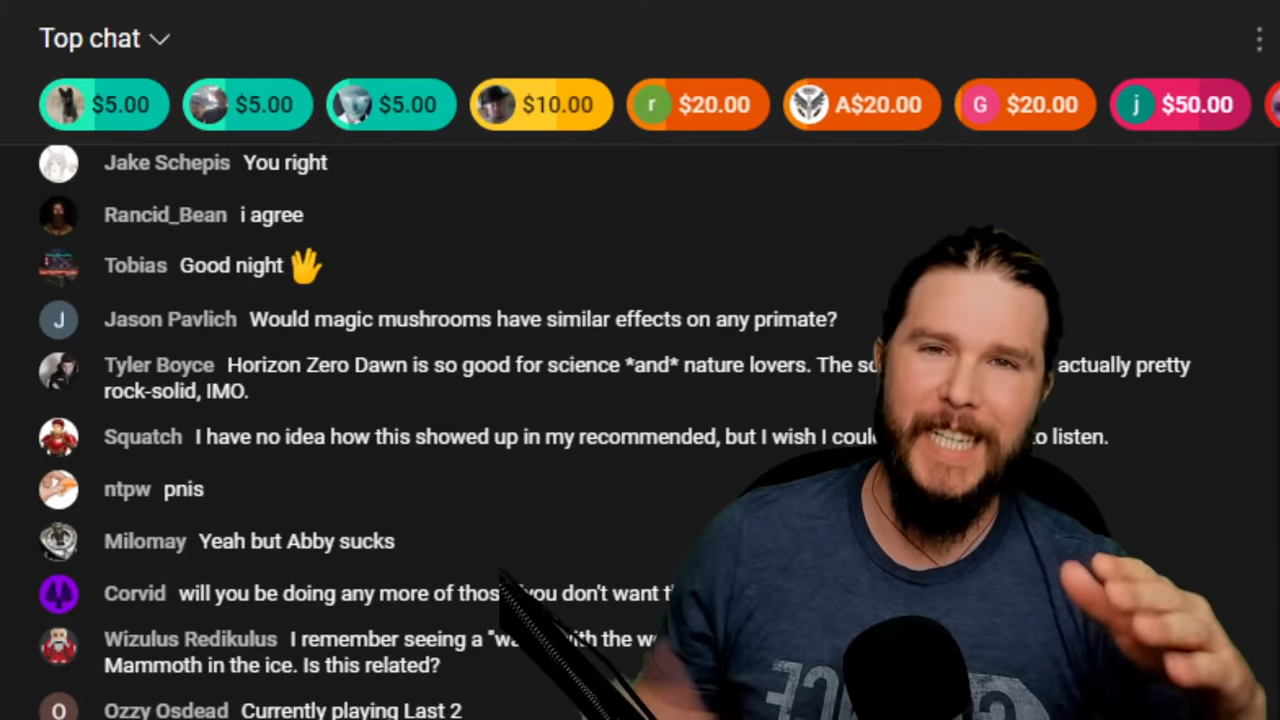 Top chat
$5.00 $5.00 $5.00 $10.00 r $20.00 A$20.00 G $20.00 j $50.00
Jake Schepis You right
Rancid_Bean i agree
Tobias Good night 🖖
J Jason Pavlich Would magic mushrooms have similar effects on any primate?
Tyler Boyce Horizon Zero Dawn is so good for science *and* nature lovers. The actually pretty
rock-solid, IMO.
Squatch I have no idea how this showed up in my recommended, but I wish I to listen.
ntpw pnis
Milomay Yeah but Abby sucks
Corvid will you be doing any more of you don't want
Wizulus Redikulus I remember seeing a with the
Mammoth in the ice. Is this related?
O Ozzy Osdead Currently playing Last 2